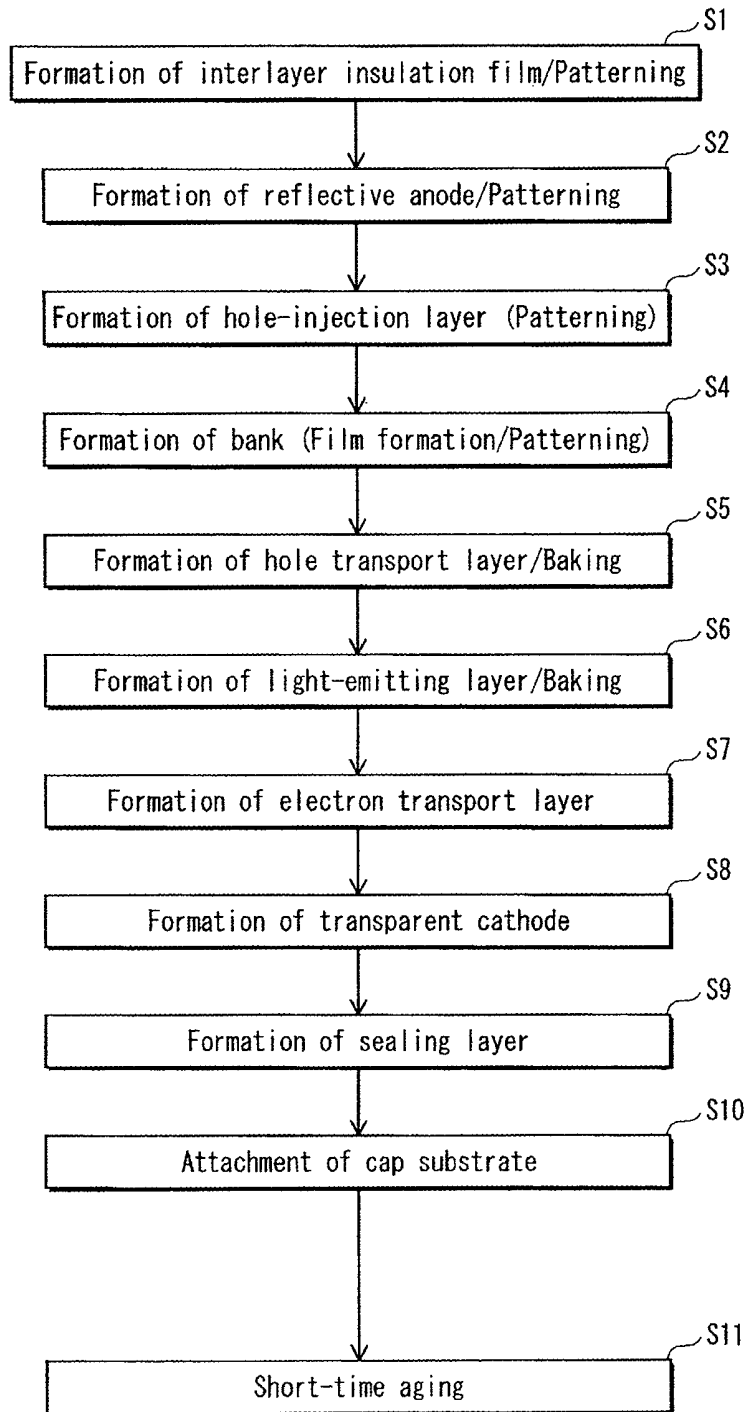 S1
Formation of interlayer insulation film/Patterning
S2
Formation of reflective anode/Patterning
S3
Formation of hole-injection layer (Patterning)
S4
Formation of bank (Film formation/Patterning)
S5
Formation of hole transport layer/Baking
S6
Formation of light-emitting layer/Baking
S7
Formation of electron transport layer
S8
Formation of transparent cathode
S9
Formation of sealing layer
S10
Attachment of cap substrate
S11
Short-time aging